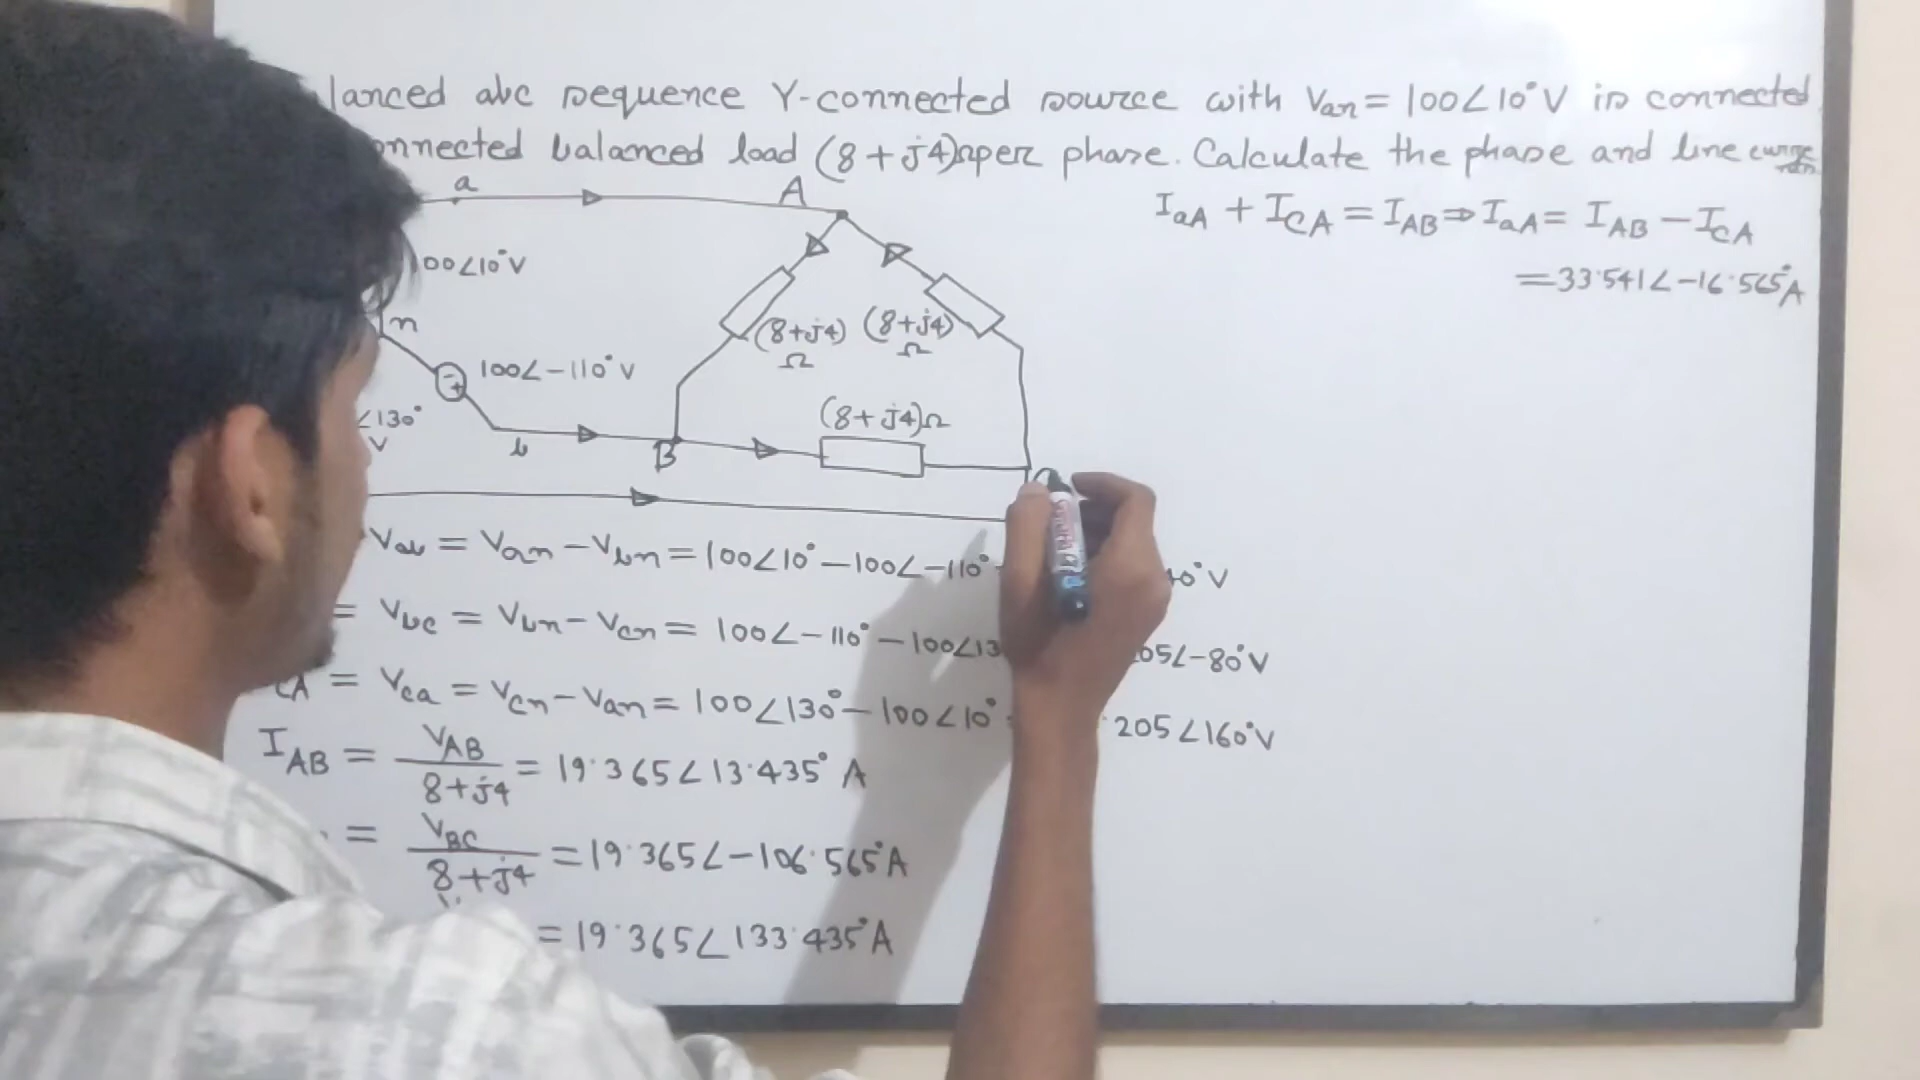 lanced abc sequence Y-connected source with Van = 100∠10° V is connected
onnected balanced load (8 + j4)Ω per phase. Calculate the phase and line
a
A
IaA + ICA = IAB ⇒ IaA = IAB − ICA
= 33.541∠−16.565° A
00∠10° V
n
(8+j4) Ω
(8+j4) Ω
100∠−110° V
∠130° V
(8+j4)Ω
b
B
Vab = Van − Vbn = 100∠10° − 100∠−110° 40° V
= Vbc = Vbn − Vcn = 100∠−110° − 100∠13 05∠−80° V
CA = Vca = Vcn − Van = 100∠130° − 100∠10° .205∠160° V
IAB = VAB / 8+j4 = 19.365∠13.435° A
= VBC / 8+j4 = 19.365∠−106.565° A
= 19.365∠133.435° A